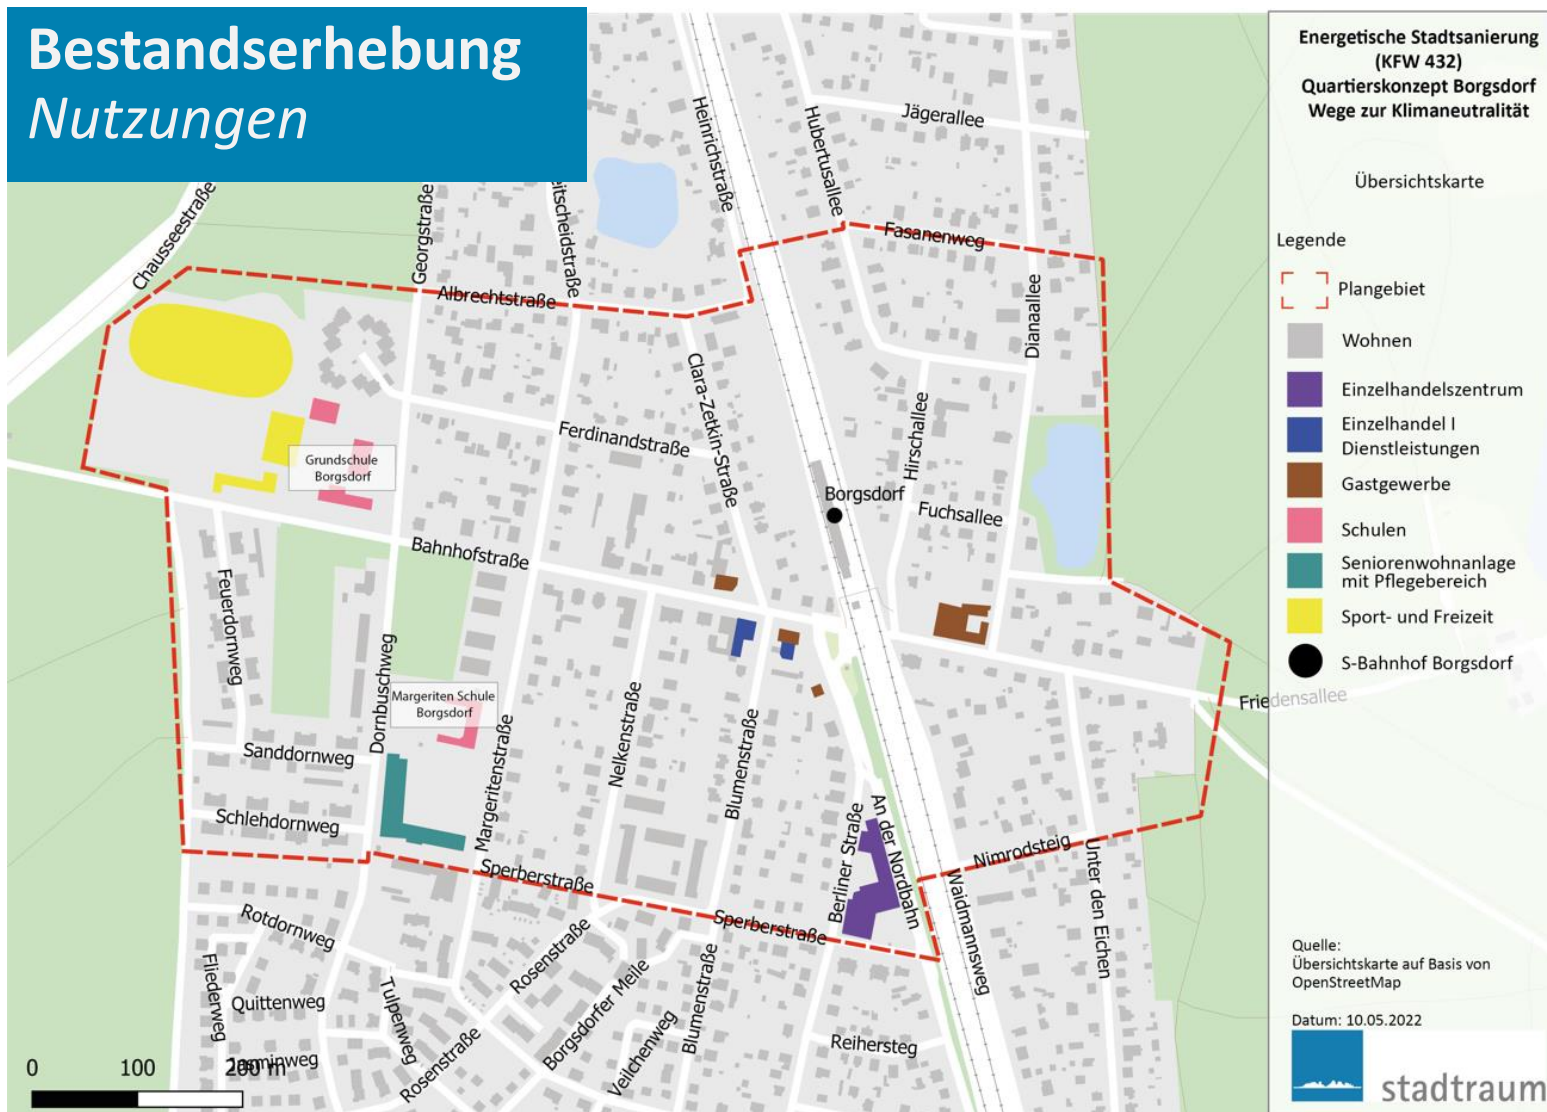 Bestandserhebung
Nutzungen
Energetische Stadtsanierung
(KFW 432)
Quartierskonzept Borgsdorf
Wege zur Klimaneutralität
Übersichtskarte
Legende
Plangebiet
Wohnen
Einzelhandelszentrum
Einzelhandel I
Dienstleistungen
Gastgewerbe
Schulen
Seniorenwohnanlage
mit Pflegebereich
Sport- und Freizeit
S-Bahnhof Borgsdorf
Quelle:
Übersichtskarte auf Basis von
OpenStreetMap
Datum: 10.05.2022
stadtraum
Chausseestraße
Georgstraße
eitscheidstraße
Heinrichstraße
Hubertusallee
Jägerallee
Fasanenweg
Dianaallee
Albrechtstraße
Clara-Zetkin-Straße
Ferdinandstraße
Hirschallee
Grundschule
Borgsdorf
Borgsdorf
Fuchsallee
Bahnhofstraße
Feuerdornweg
Dornbuschweg
Margeriten Schule
Borgsdorf
Margeritenstraße
Nelkenstraße
Blumenstraße
Friedensallee
Sanddornweg
Schlehdornweg
Berliner Straße
An der Nordbahn
Nimrodsteig
Unter den Eichen
Waidmannsweg
Sperberstraße
Sperberstraße
Rotdornweg
Fliederweg
Quittenweg
Tulpenweg
Rosenstraße
Borgsdorfer Meile
Blumenstraße
Veilchenweg
Rosenstraße
Reihersteg
Jasminweg
0 100 200 m